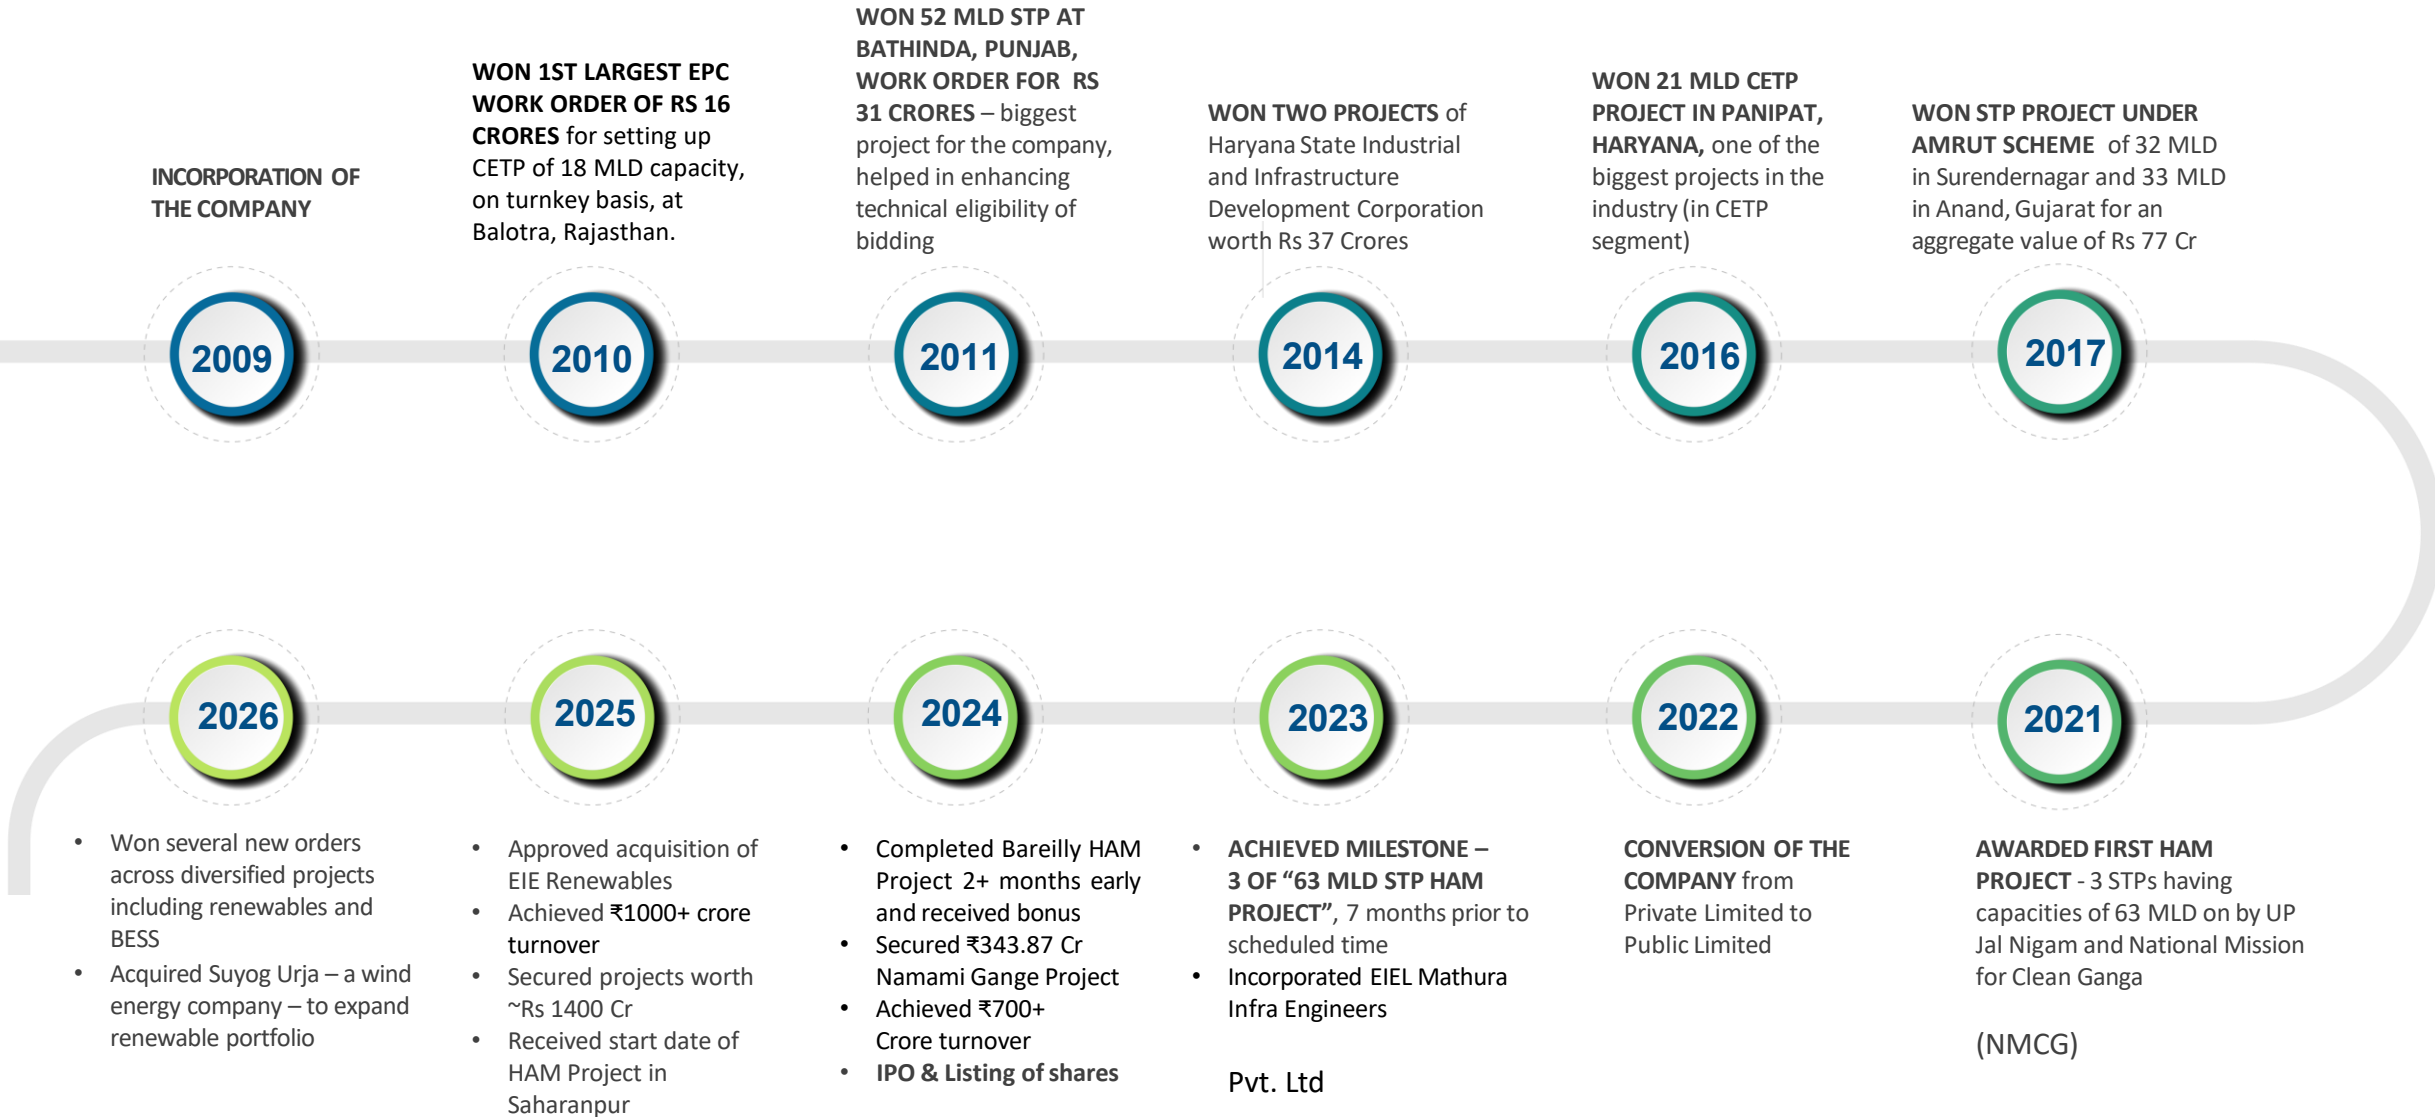 INCORPORATION OF
THE COMPANY
2009
WON 1ST LARGEST EPC
WORK ORDER OF RS 16
CRORES for setting up
CETP of 18 MLD capacity,
on turnkey basis, at
Balotra, Rajasthan.
2010
WON 52 MLD STP AT
BATHINDA, PUNJAB,
WORK ORDER FOR RS
31 CRORES – biggest
project for the company,
helped in enhancing
technical eligibility of
bidding
2011
WON TWO PROJECTS of
Haryana State Industrial
and Infrastructure
Development Corporation
worth Rs 37 Crores
2014
WON 21 MLD CETP
PROJECT IN PANIPAT,
HARYANA, one of the
biggest projects in the
industry (in CETP
segment)
2016
WON STP PROJECT UNDER
AMRUT SCHEME of 32 MLD
in Surendernagar and 33 MLD
in Anand, Gujarat for an
aggregate value of Rs 77 Cr
2017
2026
• Won several new orders
across diversified projects
including renewables and
BESS
• Acquired Suyog Urja – a wind
energy company – to expand
renewable portfolio
2025
• Approved acquisition of
EIE Renewables
• Achieved ₹1000+ crore
turnover
• Secured projects worth
~Rs 1400 Cr
• Received start date of
HAM Project in
Saharanpur
2024
• Completed Bareilly HAM
Project 2+ months early
and received bonus
• Secured ₹343.87 Cr
Namami Gange Project
• Achieved ₹700+
Crore turnover
• IPO & Listing of shares
2023
• ACHIEVED MILESTONE –
3 OF “63 MLD STP HAM
PROJECT”, 7 months prior to
scheduled time
• Incorporated EIEL Mathura
Infra Engineers
Pvt. Ltd
2022
CONVERSION OF THE
COMPANY from
Private Limited to
Public Limited
2021
AWARDED FIRST HAM
PROJECT - 3 STPs having
capacities of 63 MLD on by UP
Jal Nigam and National Mission
for Clean Ganga
(NMCG)